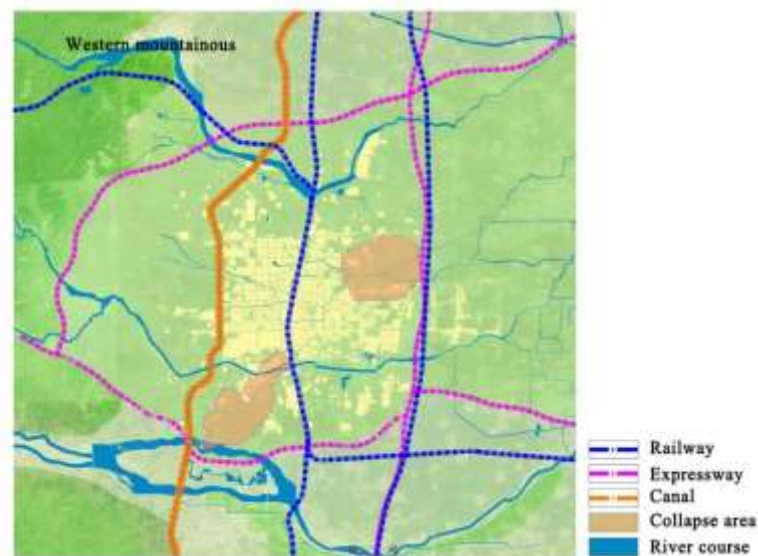 Western mountainous
Railway
Expressway
Canal
Collapse area
River course